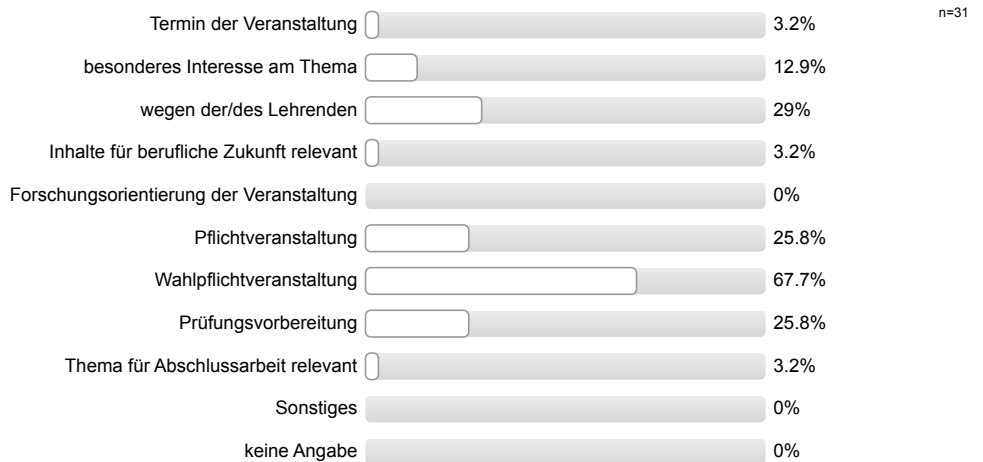 n=31
Termin der Veranstaltung 3.2%
besonderes Interesse am Thema 12.9%
wegen der/des Lehrenden 29%
Inhalte für berufliche Zukunft relevant 3.2%
Forschungsorientierung der Veranstaltung 0%
Pflichtveranstaltung 25.8%
Wahlpflichtveranstaltung 67.7%
Prüfungsvorbereitung 25.8%
Thema für Abschlussarbeit relevant 3.2%
Sonstiges 0%
keine Angabe 0%